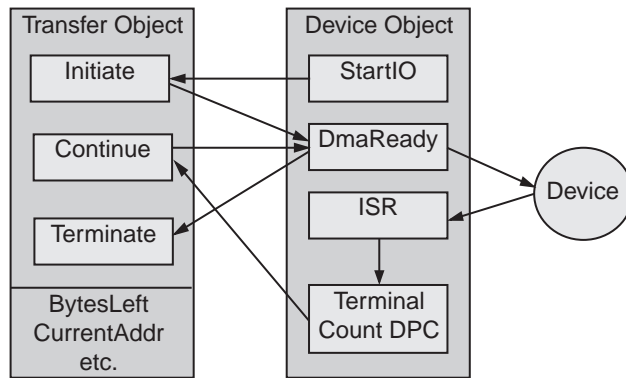 Transfer Object
Initiate
Continue
Terminate
BytesLeft
CurrentAddr
etc.
Device Object
StartIO
DmaReady
ISR
Terminal
Count DPC
Device